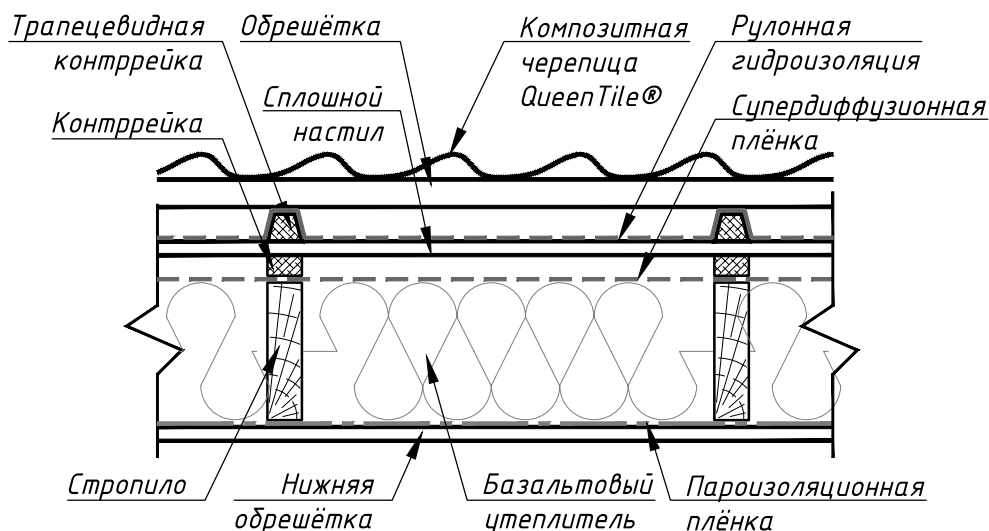 Трапецевидная
контррейка
Обрешётка
Композитная
черепица
QueenTile®
Рулонная
гидроизоляция
Сплошной
настил
Контррейка
Супердиффузионная
плёнка
Стропило
Нижняя
обрешётка
Базальтовый
утеплитель
Пароизоляционная
плёнка